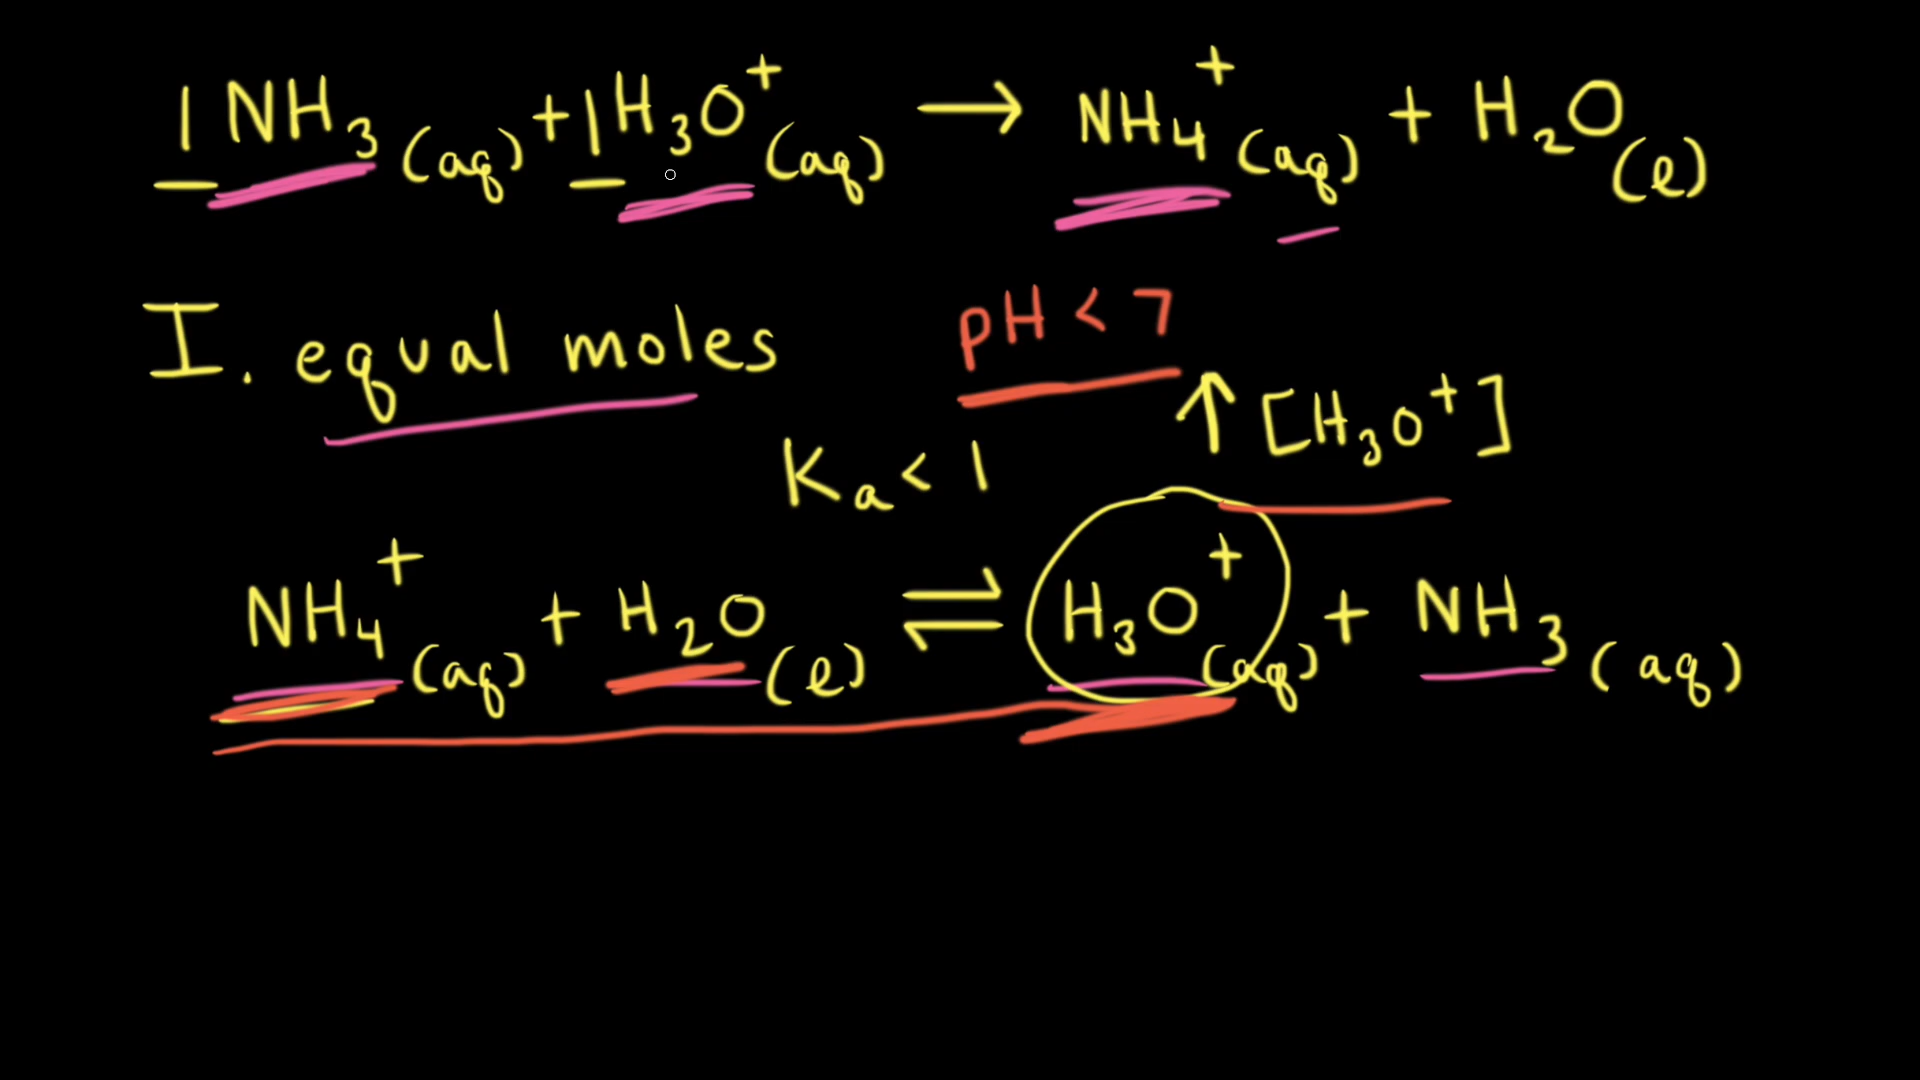 1 NH₃(aq) + 1 H₃O⁺(aq) → NH₄⁺(aq) + H₂O(l)
I. equal moles
pH < 7
↑ [H₃O⁺]
Kₐ < 1
NH₄⁺(aq) + H₂O(l) ⇌ H₃O⁺(aq) + NH₃(aq)